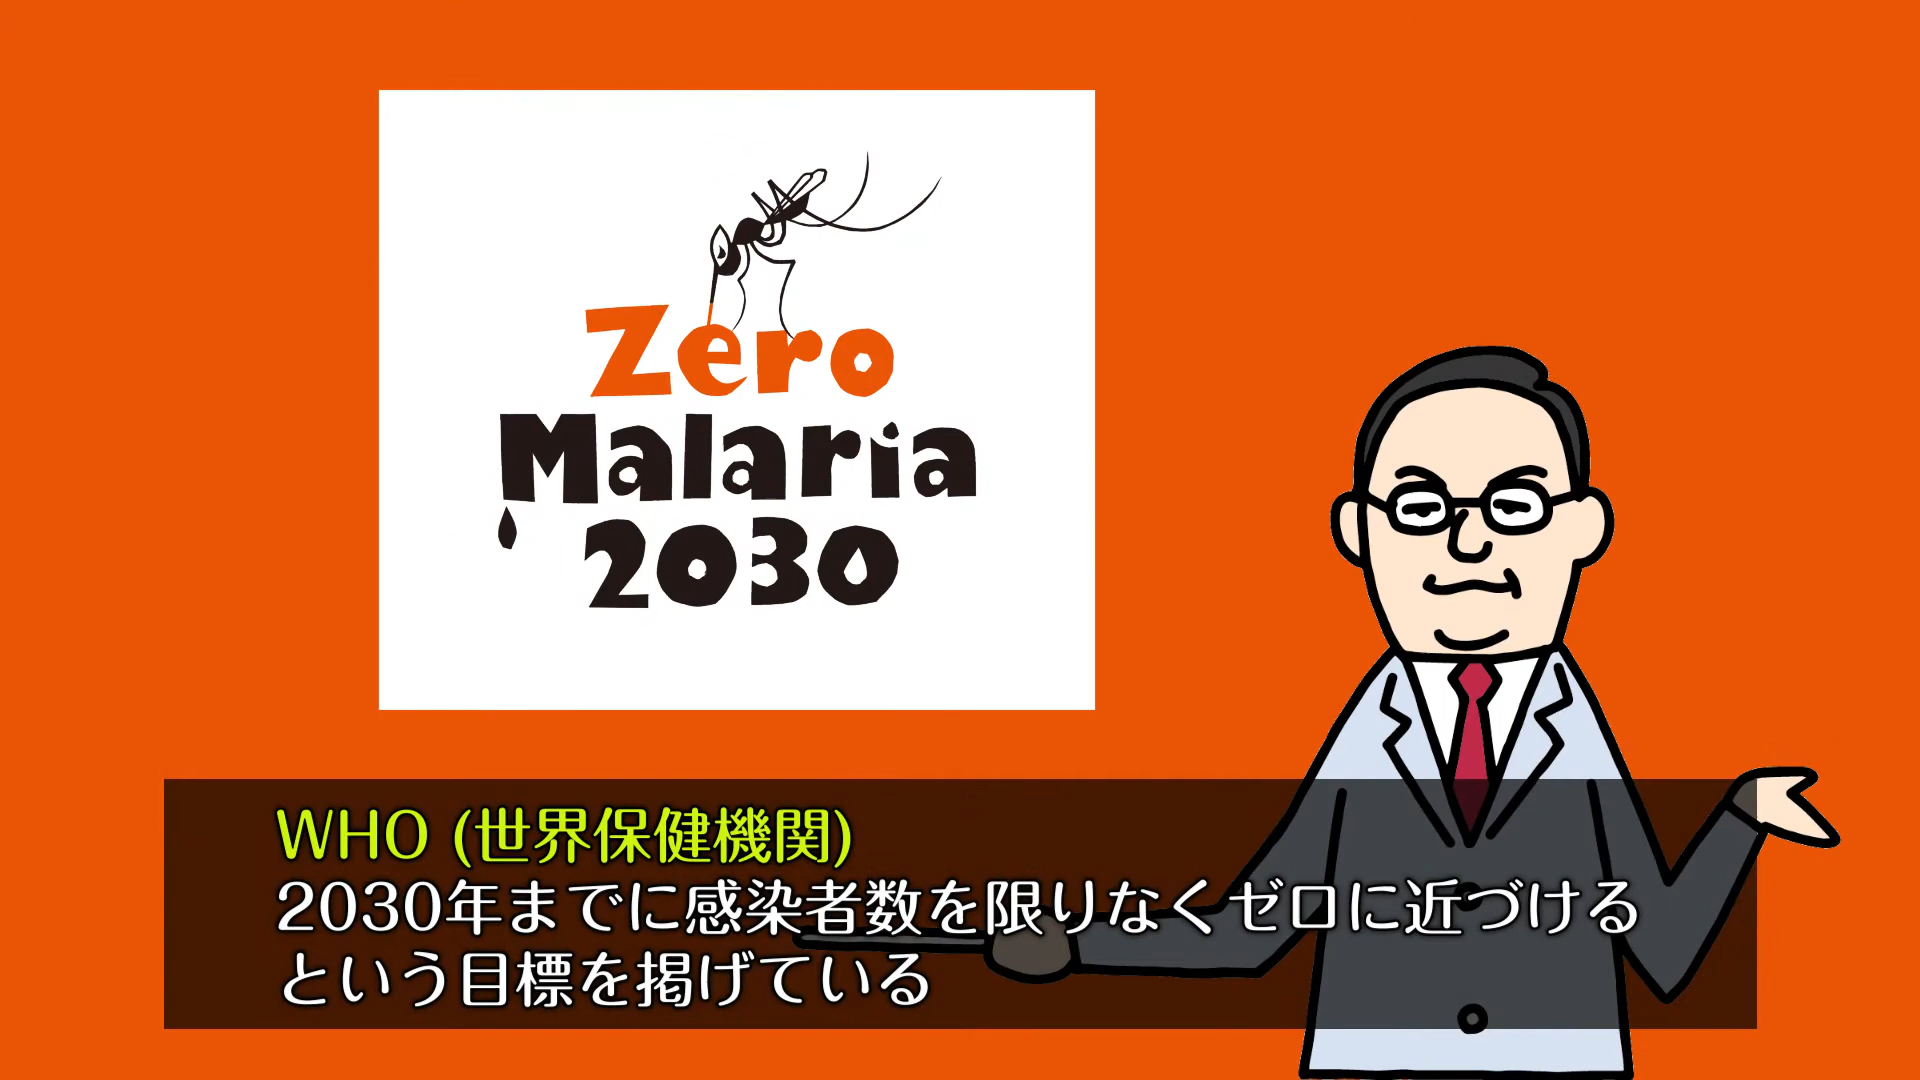 Zero
Malaria
2030
WHO (世界保健機関)
2030年までに感染者数を限りなくゼロに近づける
という目標を掲げている